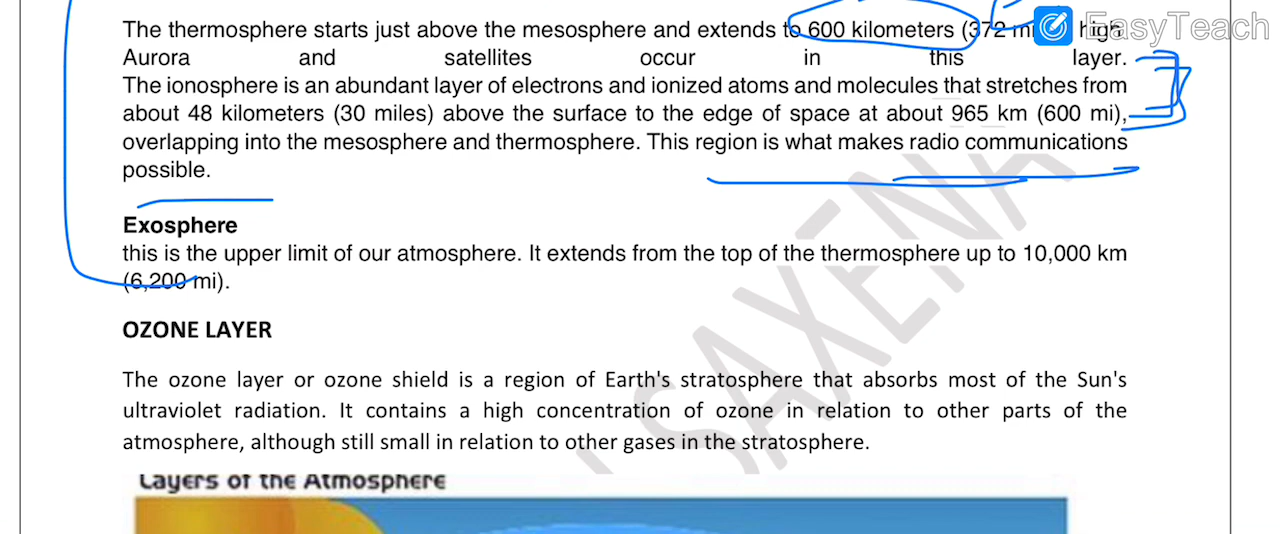 The thermosphere starts just above the mesosphere and extends to 600 kilometers (372 high
EasyTeach
Aurora and satellites occur in this layer.
The ionosphere is an abundant layer of electrons and ionized atoms and molecules that stretches from
about 48 kilometers (30 miles) above the surface to the edge of space at about 965 km (600 mi),
overlapping into the mesosphere and thermosphere. This region is what makes radio communications
possible.
Exosphere
this is the upper limit of our atmosphere. It extends from the top of the thermosphere up to 10,000 km
(6,200 mi).
OZONE LAYER
The ozone layer or ozone shield is a region of Earth's stratosphere that absorbs most of the Sun's
ultraviolet radiation. It contains a high concentration of ozone in relation to other parts of the
atmosphere, although still small in relation to other gases in the stratosphere.
SAXENA
Layers of the Atmosphere